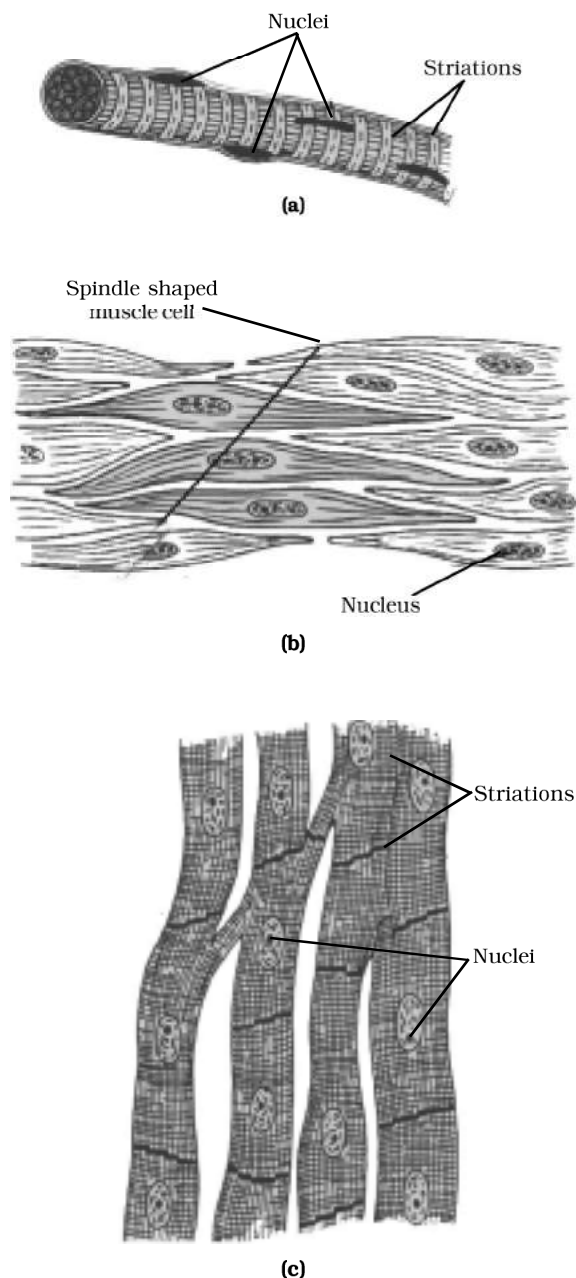 Nuclei
Striations
(a)
Spindle shaped
muscle cell
Nucleus
(b)
Striations
Nuclei
(c)